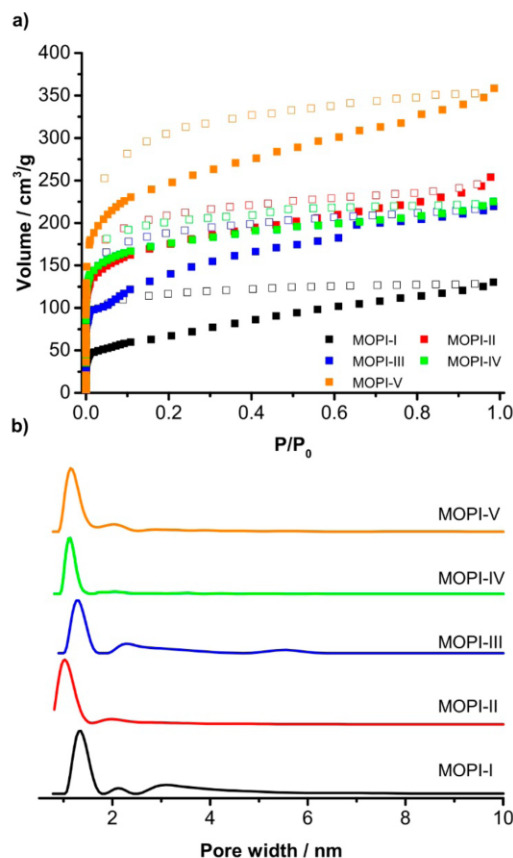 a)
400
350
300
250
200
150
100
50
0
Volume / cm³/g
0.0 0.2 0.4 0.6 0.8 1.0
P/P₀
MOPI-I MOPI-II
MOPI-III MOPI-IV
MOPI-V
b)
MOPI-V
MOPI-IV
MOPI-III
MOPI-II
MOPI-I
2 4 6 8 10
Pore width / nm